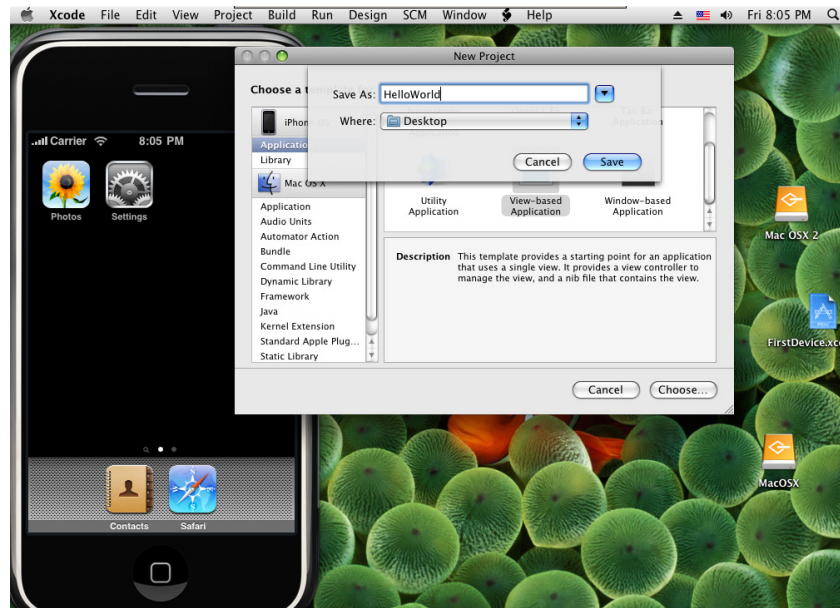 Xcode File Edit View Project Build Run Design SCM Window Help Fri 8:05 PM
New Project
Choose a
Save As: HelloWorld
Where: Desktop
Cancel Save
Application
Library
Mac OS X
Application
Audio Units
Automator Action
Bundle
Command Line Utility
Dynamic Library
Framework
Java
Kernel Extension
Standard Apple Plug...
Static Library
Utility
Application
View-based
Application
Window-based
Application
Description This template provides a starting point for an application
that uses a single view. It provides a view controller to
manage the view, and a nib file that contains the view.
Cancel Choose...
Carrier 8:05 PM
Photos Settings
Contacts Safari
Mac OSX 2
FirstDevice.xco
MacOSX